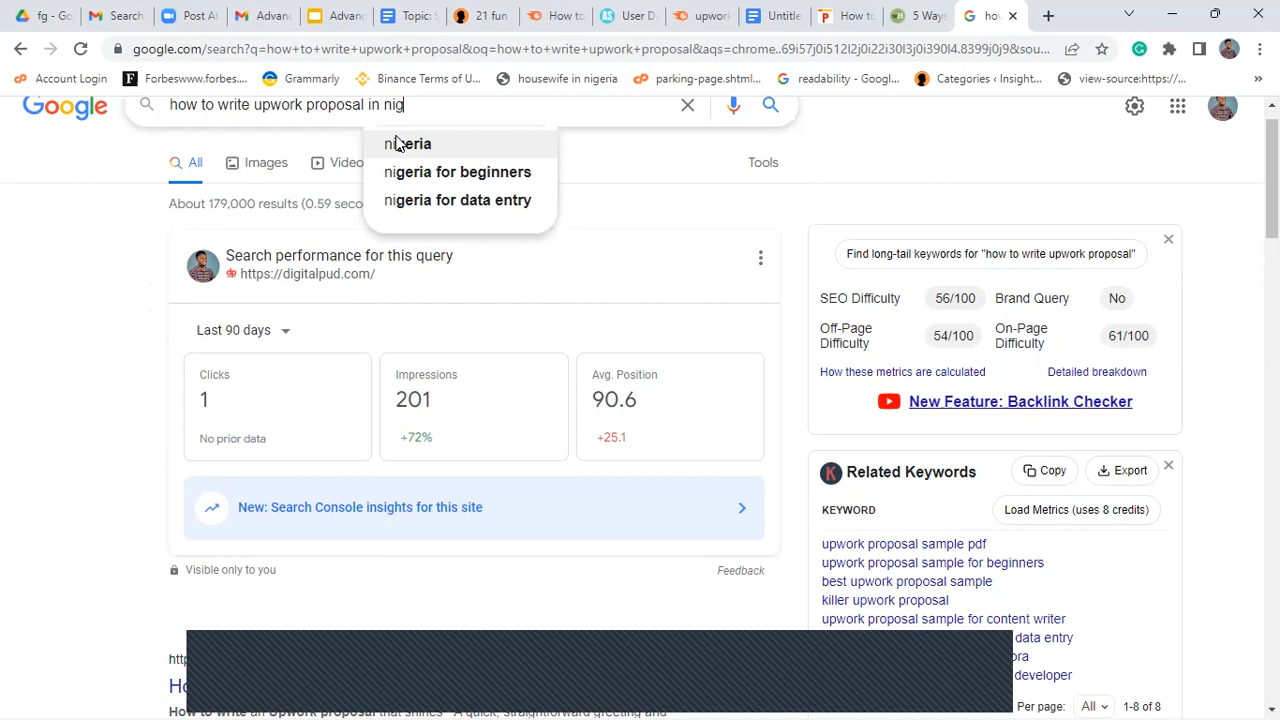 fg - Go
Search
Post At
Advanc
Advanc
Topic: S
21 fun
How to
User D
upwork
Untitle
How to
5 Ways
how
google.com/search?q=how+to+write+upwork+proposal&oq=how+to+write+upwork+proposal&aqs=chrome..69i57j0i512l2j0i22i30l3j0i390l4.8399j0j9&sou...
Account Login
Forbeswww.forbes....
Grammarly
Binance Terms of U...
housewife in nigeria
parking-page.shtml...
readability - Googl...
Categories ‹ Insight...
view-source:https://...
»
Google
how to write upwork proposal in nig
nigeria
nigeria for beginners
nigeria for data entry
All
Images
Video
Tools
About 179,000 results (0.59 seco
Search performance for this query
https://digitalpud.com/
Last 90 days
Clicks
1
No prior data
Impressions
201
+72%
Avg. Position
90.6
+25.1
New: Search Console insights for this site
Visible only to you
Feedback
Find long-tail keywords for "how to write upwork proposal"
SEO Difficulty
56/100
Brand Query
No
Off-Page Difficulty
54/100
On-Page Difficulty
61/100
How these metrics are calculated
Detailed breakdown
New Feature: Backlink Checker
Related Keywords
Copy
Export
KEYWORD
Load Metrics (uses 8 credits)
upwork proposal sample pdf
upwork proposal sample for beginners
best upwork proposal sample
killer upwork proposal
upwork proposal sample for content writer
data entry
ora
developer
Per page:
All
1-8 of 8
htt
How to write an Upwork proposal that shines - A quick, straightforward greeting and